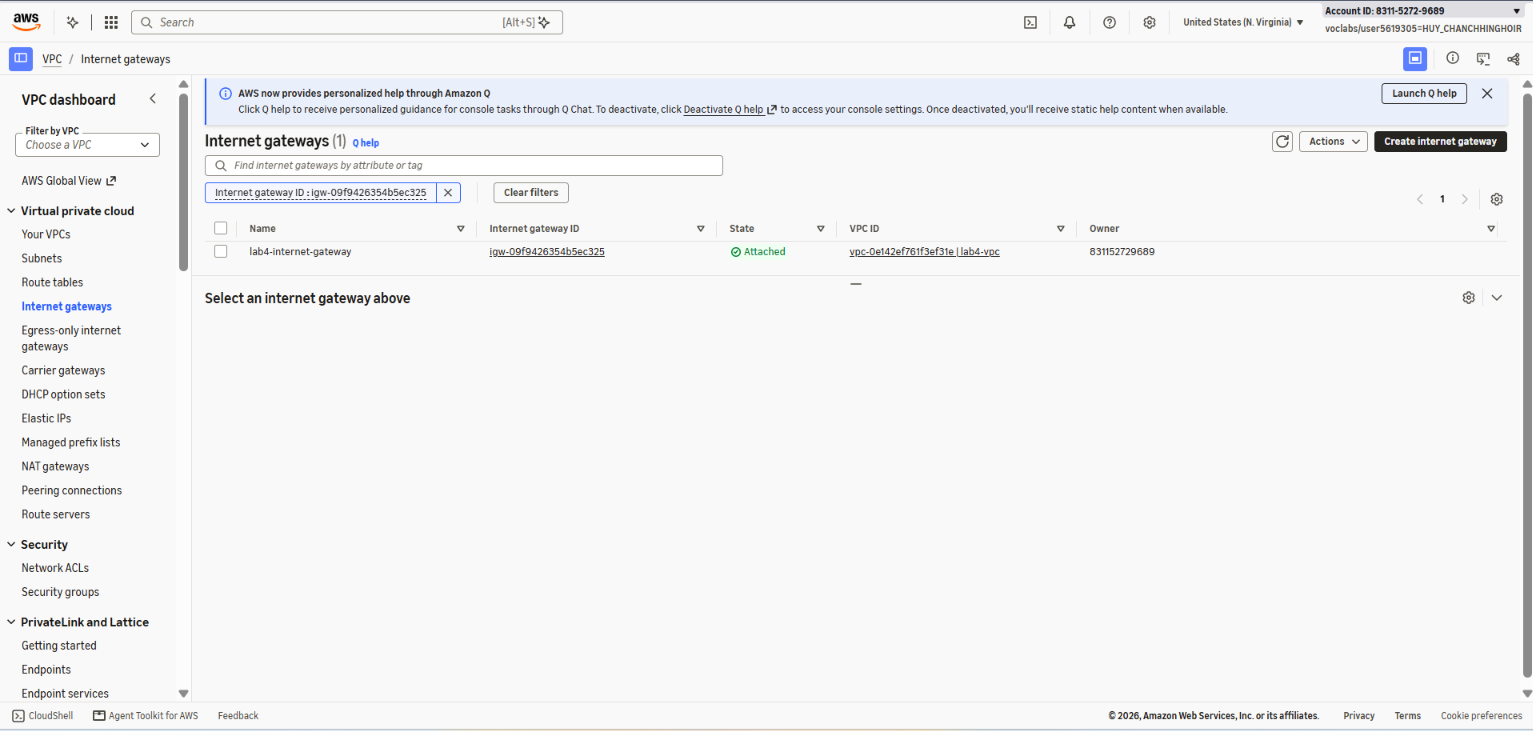 aws
Search [Alt+S]
United States (N. Virginia)
Account ID: 8311-5272-9689
voclabs/user5619305=HUY_CHANCHHINGHOIR
VPC / Internet gateways
VPC dashboard
Filter by VPC
Choose a VPC
AWS Global View
Virtual private cloud
Your VPCs
Subnets
Route tables
Internet gateways
Egress-only internet
gateways
Carrier gateways
DHCP option sets
Elastic IPs
Managed prefix lists
NAT gateways
Peering connections
Route servers
Security
Network ACLs
Security groups
PrivateLink and Lattice
Getting started
Endpoints
Endpoint services
AWS now provides personalized help through Amazon Q
Click Q help to receive personalized guidance for console tasks through Q Chat. To deactivate, click Deactivate Q help to access your console settings. Once deactivated, you'll receive static help content when available.
Launch Q help
Internet gateways (1) Q help
Actions
Create internet gateway
Find internet gateways by attribute or tag
Internet gateway ID : igw-09f9426354b5ec325
Clear filters
1
Name Internet gateway ID State VPC ID Owner
lab4-internet-gateway igw-09f9426354b5ec325 Attached vpc-0e142ef761f3ef31e | lab4-vpc 831152729689
Select an internet gateway above
CloudShell Agent Toolkit for AWS Feedback
© 2026, Amazon Web Services, Inc. or its affiliates. Privacy Terms Cookie preferences